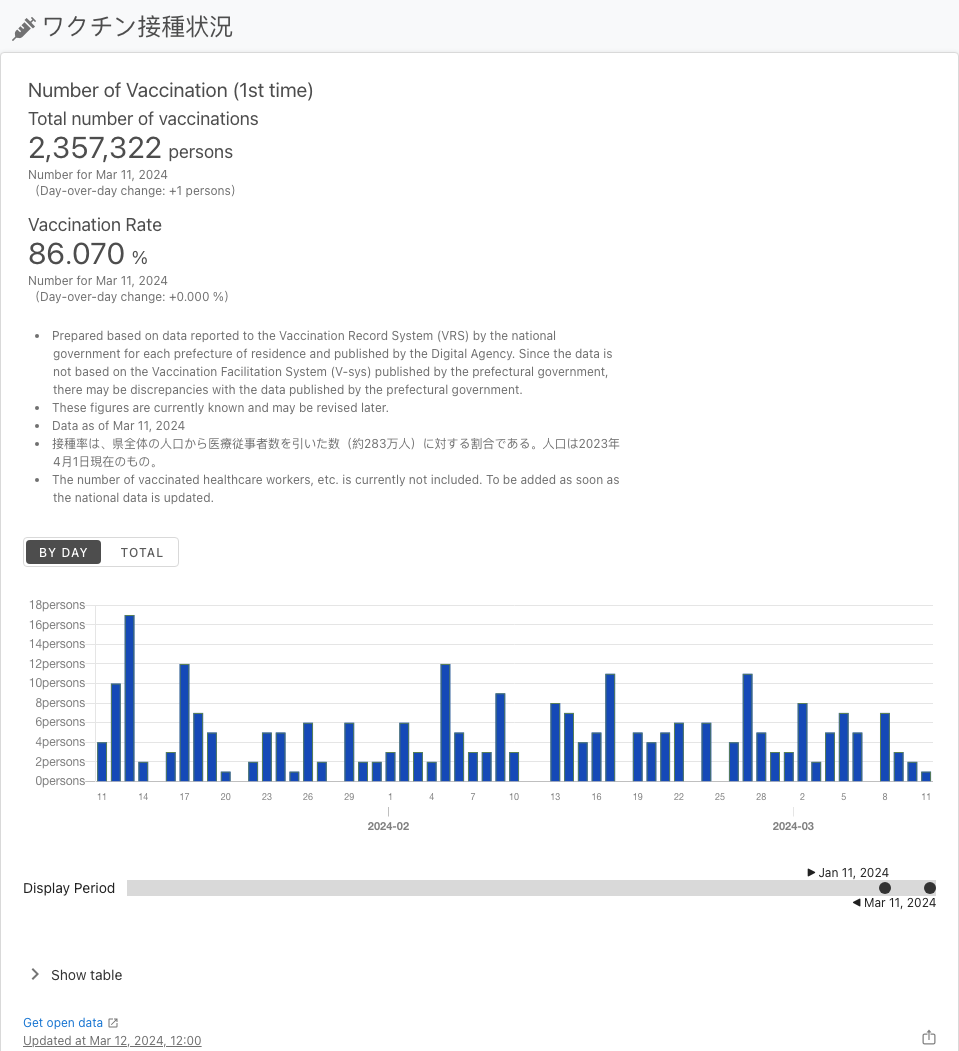 ワクチン接種状況
Number of Vaccination (1st time)
Total number of vaccinations
2,357,322 persons
Number for Mar 11, 2024
(Day-over-day change: +1 persons)
Vaccination Rate
86.070 %
Number for Mar 11, 2024
(Day-over-day change: +0.000 %)
• Prepared based on data reported to the Vaccination Record System (VRS) by the national
government for each prefecture of residence and published by the Digital Agency. Since the data is
not based on the Vaccination Facilitation System (V-sys) published by the prefectural government,
there may be discrepancies with the data published by the prefectural government.
• These figures are currently known and may be revised later.
• Data as of Mar 11, 2024
• 接種率は、県全体の人口から医療従事者数を引いた数（約283万人）に対する割合である。人口は2023年
4月1日現在のもの。
• The number of vaccinated healthcare workers, etc. is currently not included. To be added as soon as
the national data is updated.
BY DAY TOTAL
18persons
16persons
14persons
12persons
10persons
8persons
6persons
4persons
2persons
0persons
11 14 17 20 23 26 29 1 4 7 10 13 16 19 22 25 28 2 5 8 11
2024-02 2024-03
Jan 11, 2024
Display Period
Mar 11, 2024
Show table
Get open data
Updated at Mar 12, 2024, 12:00